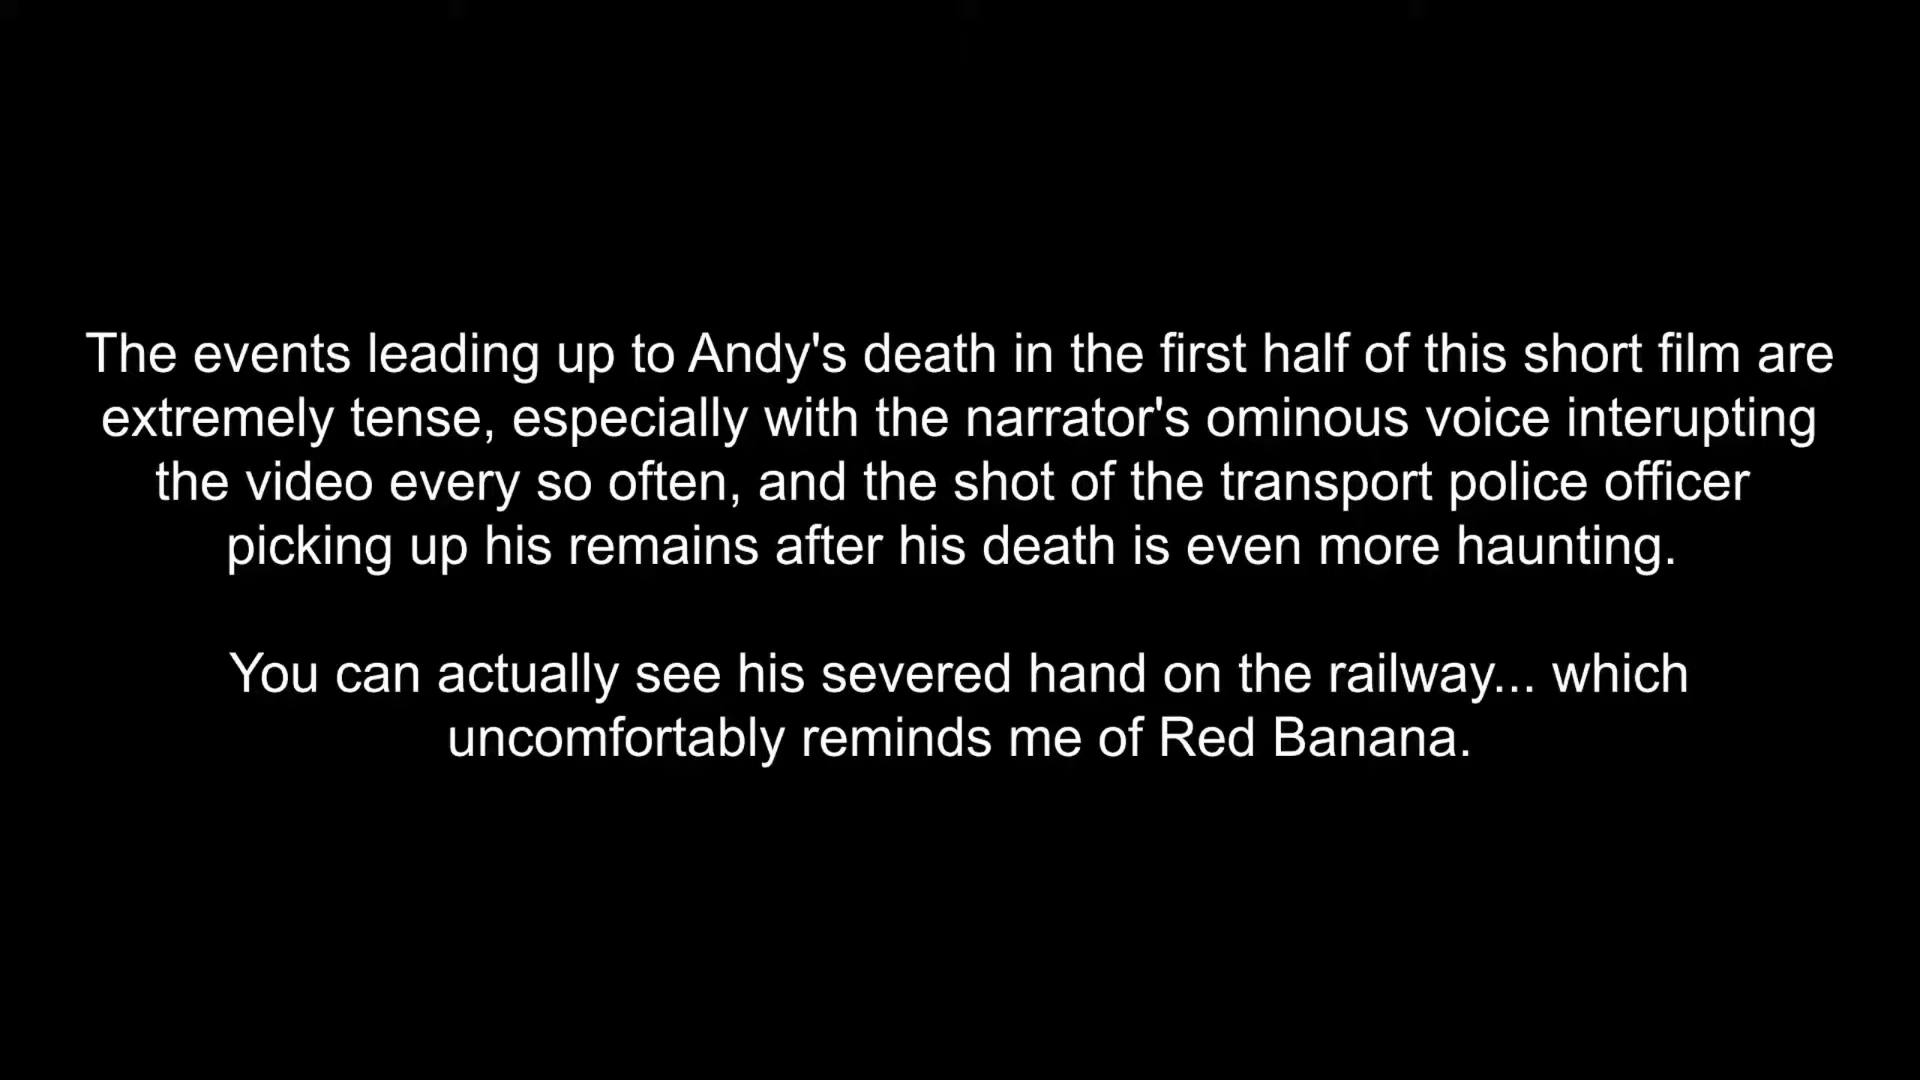 The events leading up to Andy's death in the first half of this short film are
extremely tense, especially with the narrator's ominous voice interupting
the video every so often, and the shot of the transport police officer
picking up his remains after his death is even more haunting.
You can actually see his severed hand on the railway... which
uncomfortably reminds me of Red Banana.